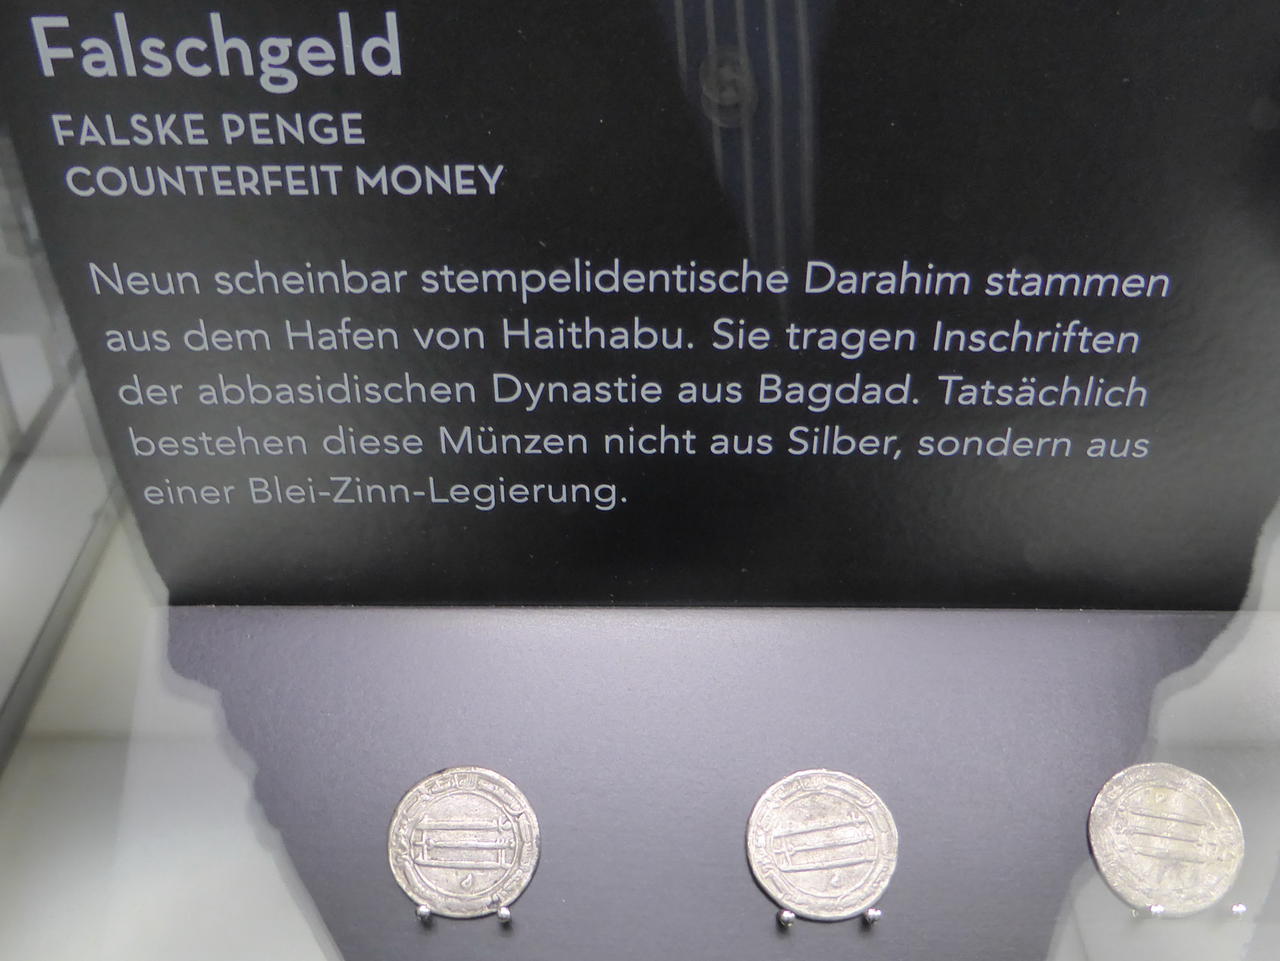 Falschgeld
FALSKE PENGE
COUNTERFEIT MONEY
Neun scheinbar stempelidentische Darahim stammen
aus dem Hafen von Haithabu. Sie tragen Inschriften
der abbasidischen Dynastie aus Bagdad. Tatsächlich
bestehen diese Münzen nicht aus Silber, sondern aus
einer Blei-Zinn-Legierung.